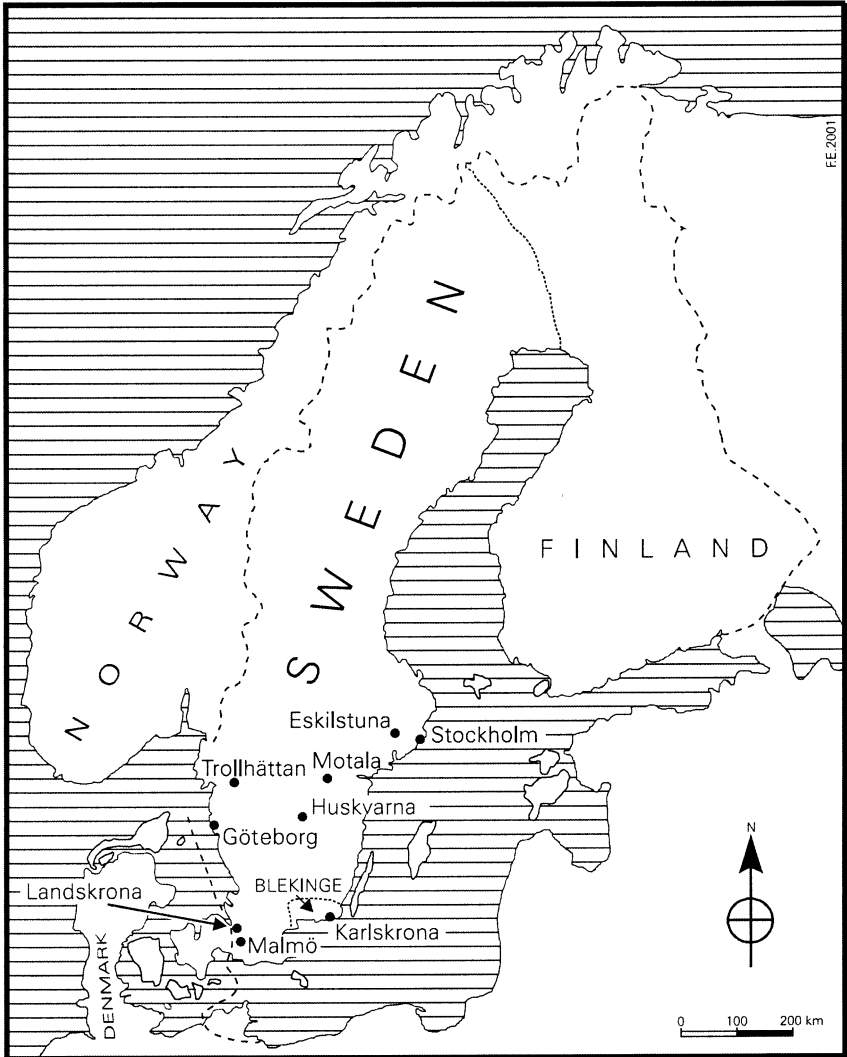 F.E. 2001
SWEDEN
NORWAY
FINLAND
Eskilstuna
Stockholm
Trollhättan
Motala
Huskvarna
Göteborg
Landskrona
BLEKINGE
Karlskrona
Malmö
DENMARK
N
0 100 200 km